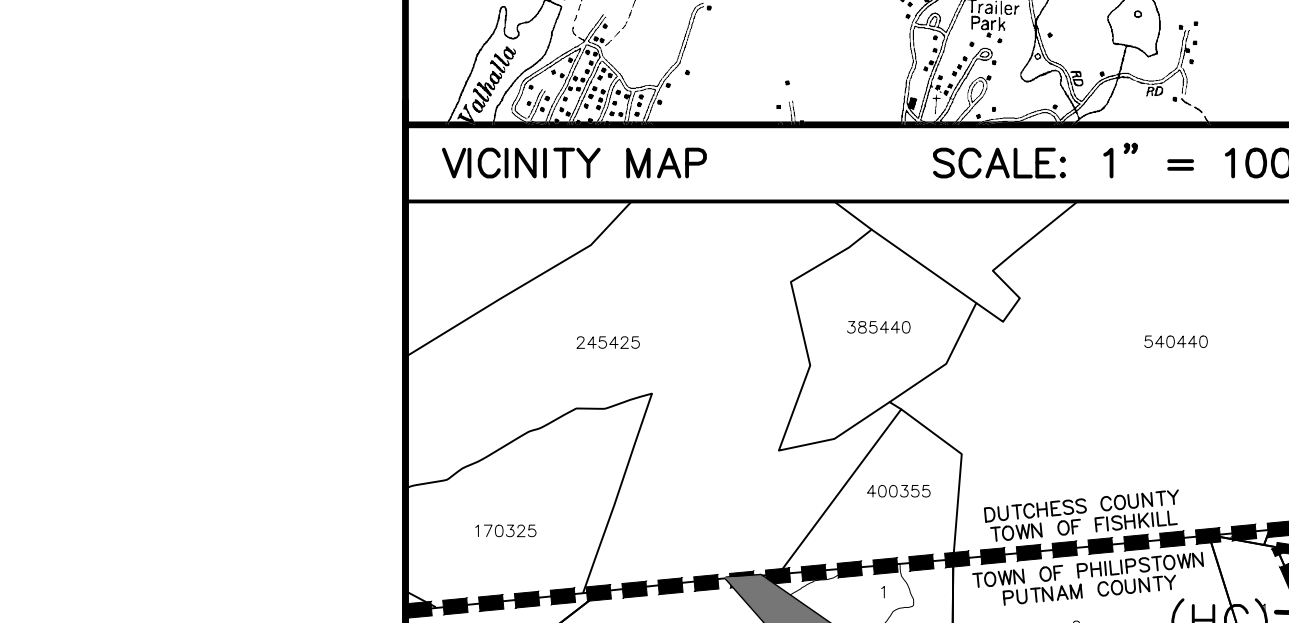 Trailer
Park
Valhalla
RD
RD
VICINITY MAP
SCALE: 1" = 100
385440
245425
540440
400355
170325
DUTCHESS COUNTY
TOWN OF FISHKILL
TOWN OF PHILIPSTOWN
PUTNAM COUNTY
1
(HC)